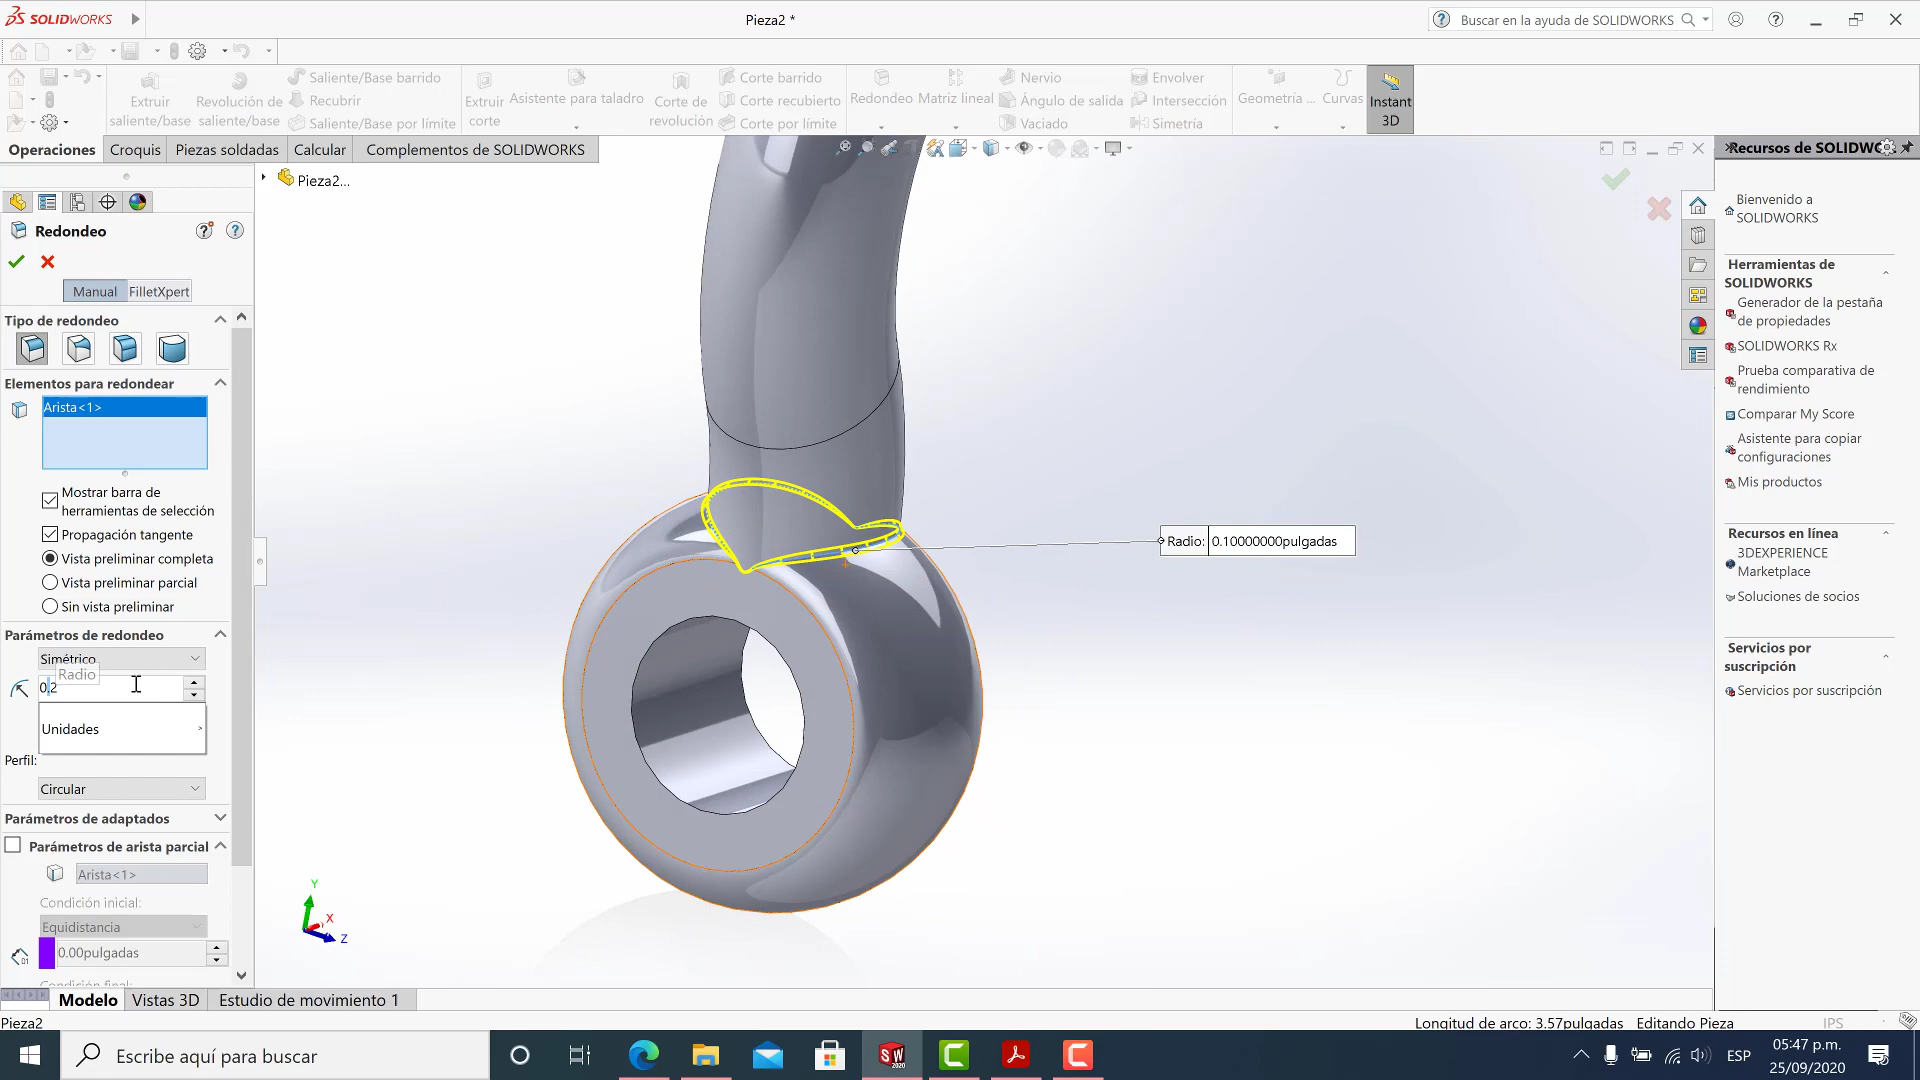 SOLIDWORKS
Pieza2 *
Buscar en la ayuda de SOLIDWORKS
Extruir saliente/base
Revolución de saliente/base
Saliente/Base barrido
Recubrir
Saliente/Base por límite
Extruir corte
Asistente para taladro
Corte de revolución
Corte barrido
Corte recubierto
Corte por límite
Redondeo
Matriz lineal
Nervio
Ángulo de salida
Vaciado
Envolver
Intersección
Simetría
Geometría ...
Curvas
Instant 3D
Operaciones
Croquis
Piezas soldadas
Calcular
Complementos de SOLIDWORKS
Pieza2...
Redondeo
Manual
FilletXpert
Tipo de redondeo
Elementos para redondear
Arista<1>
Mostrar barra de
herramientas de selección
Propagación tangente
Vista preliminar completa
Vista preliminar parcial
Sin vista preliminar
Parámetros de redondeo
Simétrico
Radio
0.2
Unidades
Perfil:
Circular
Parámetros de adaptados
Parámetros de arista parcial
Arista<1>
Condición inicial:
Equidistancia
0.00pulgadas
Condición final:
Radio: 0.10000000pulgadas
Y
X
Z
Recursos de SOLIDWO
Bienvenido a
SOLIDWORKS
Herramientas de
SOLIDWORKS
Generador de la pestaña
de propiedades
SOLIDWORKS Rx
Prueba comparativa de
rendimiento
Comparar My Score
Asistente para copiar
configuraciones
Mis productos
Recursos en línea
3DEXPERIENCE
Marketplace
Soluciones de socios
Servicios por
suscripción
Servicios por suscripción
Modelo
Vistas 3D
Estudio de movimiento 1
Pieza2
Longitud de arco: 3.57pulgadas
Editando Pieza
IPS
Escribe aquí para buscar
SW
2020
ESP
05:47 p.m.
25/09/2020